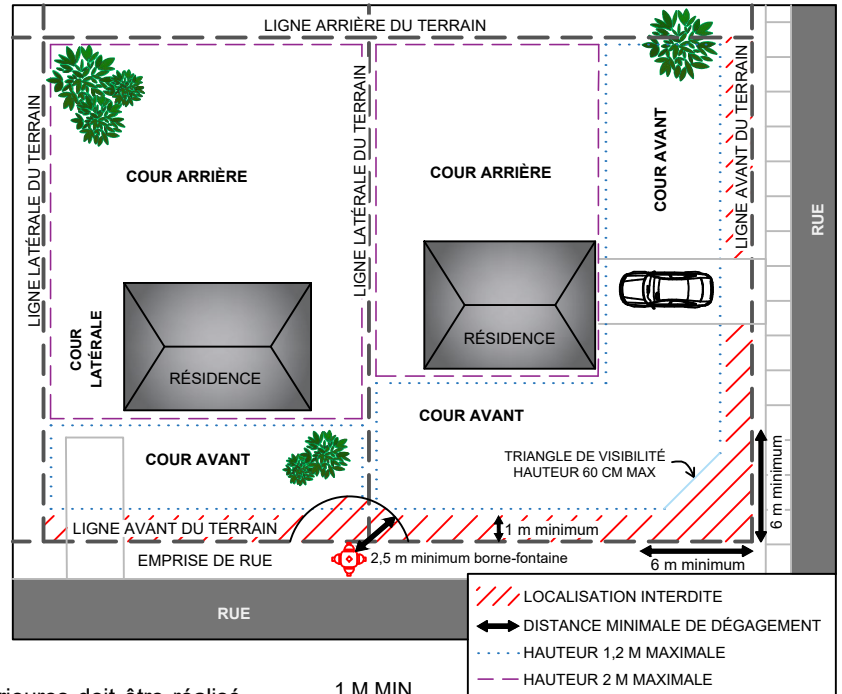 LIGNE ARRIÈRE DU TERRAIN
LIGNE LATÉRALE DU TERRAIN
COUR ARRIÈRE
COUR
LATÉRALE
RÉSIDENCE
COUR AVANT
LIGNE LATÉRALE DU TERRAIN
COUR ARRIÈRE
RÉSIDENCE
COUR AVANT
COUR AVANT
LIGNE AVANT DU TERRAIN
RUE
TRIANGLE DE VISIBILITÉ
HAUTEUR 60 CM MAX
6 m minimum
LIGNE AVANT DU TERRAIN
1 m minimum
EMPRISE DE RUE
2,5 m minimum borne-fontaine
6 m minimum
RUE
LOCALISATION INTERDITE
DISTANCE MINIMALE DE DÉGAGEMENT
HAUTEUR 1,2 M MAXIMALE
HAUTEUR 2 M MAXIMALE
doit être réalisé
1 M MIN